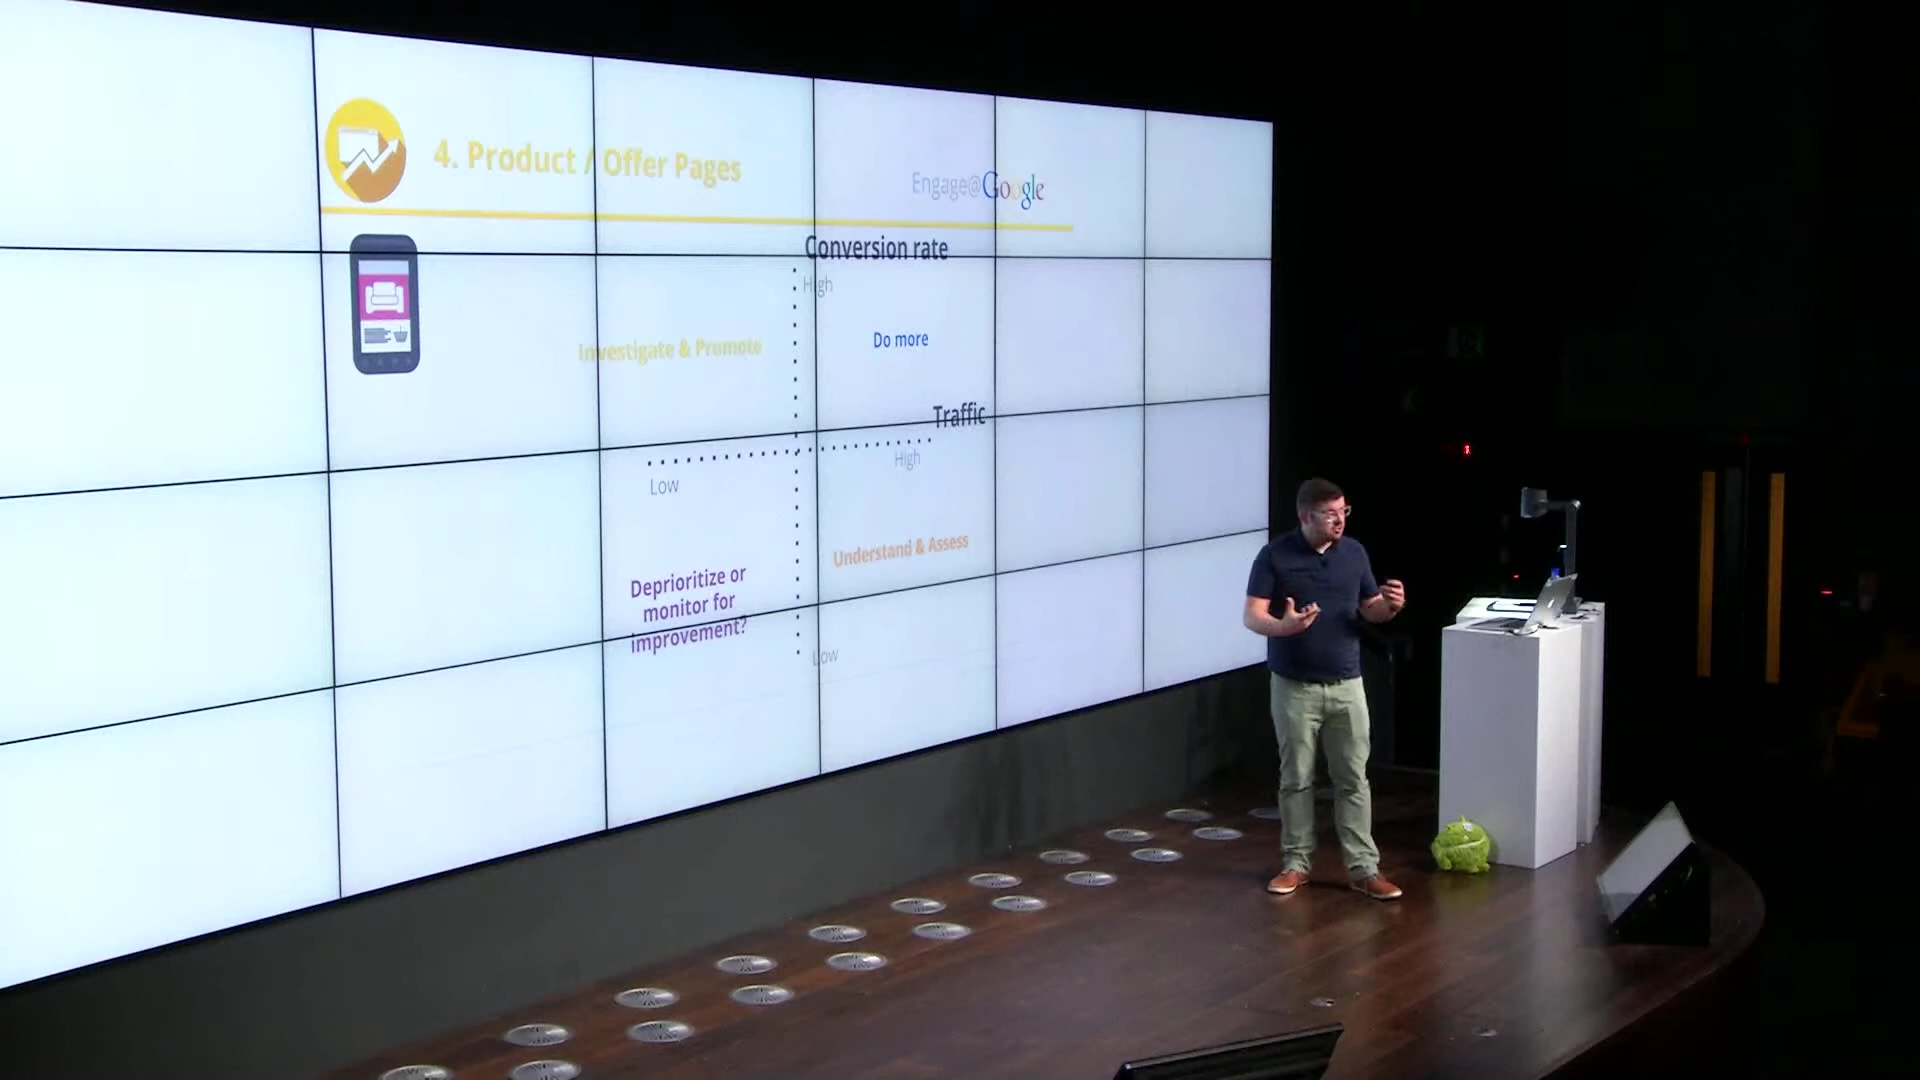 4. Product / Offer Pages
Engage@Google
Conversion rate
High
Investigate & Promote
Do more
Traffic
High
Low
Understand & Assess
Deprioritize or
monitor for
improvement?
Low